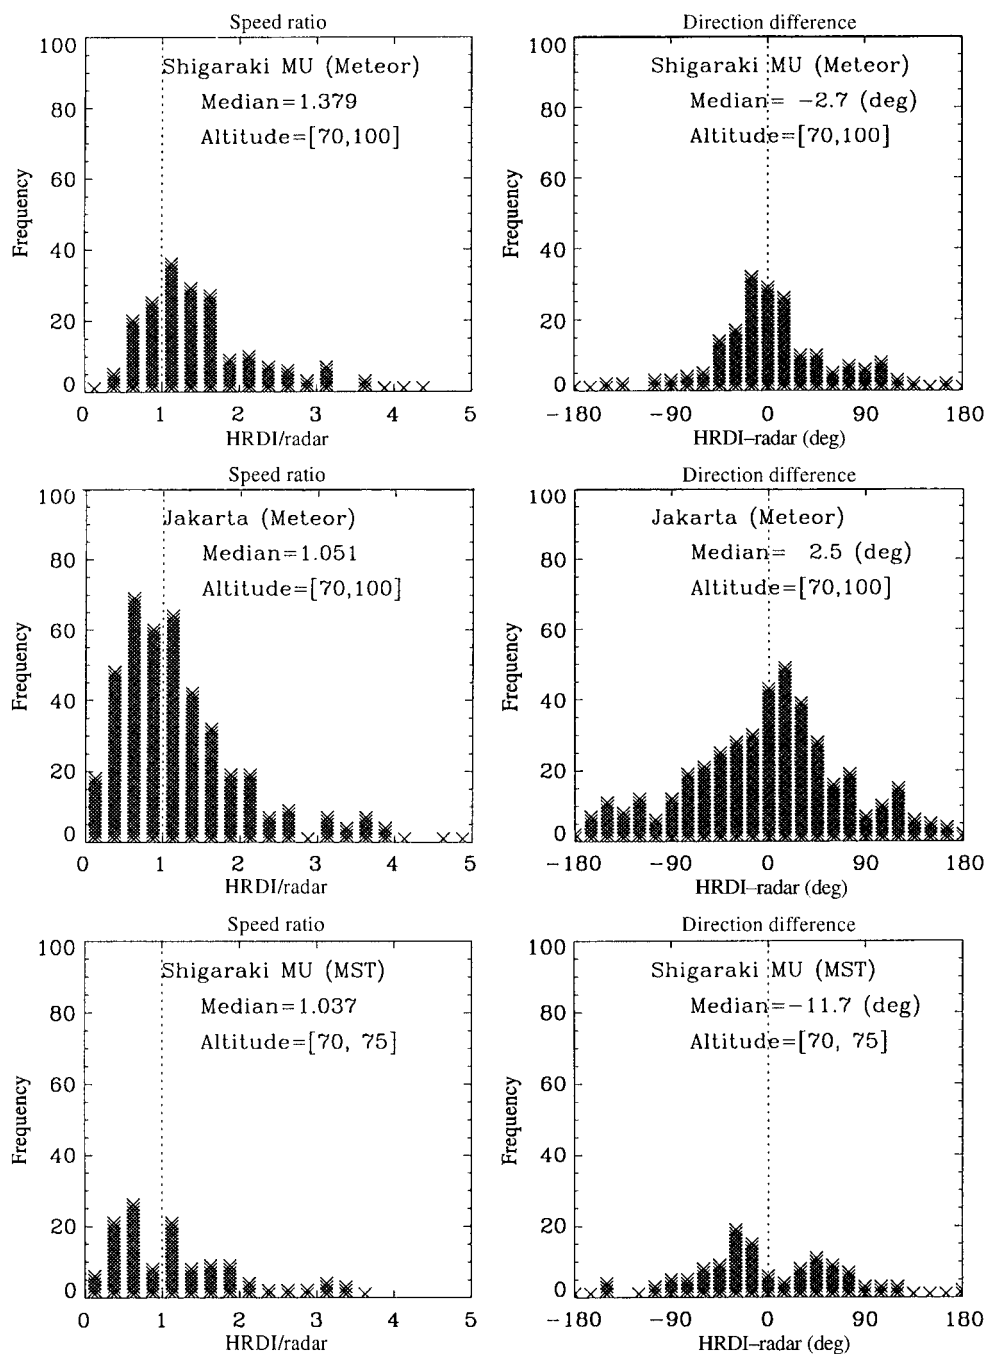 Speed ratio
100
80
60
40
20
0
Frequency
Shigaraki MU (Meteor)
Median=1.379
Altitude=[70,100]
0 1 2 3 4 5
HRDI/radar
Direction difference
100
80
60
40
20
0
Frequency
Shigaraki MU (Meteor)
Median= -2.7 (deg)
Altitude=[70,100]
-180 -90 0 90 180
HRDI–radar (deg)
Speed ratio
100
80
60
40
20
0
Frequency
Jakarta (Meteor)
Median=1.051
Altitude=[70,100]
0 1 2 3 4 5
HRDI/radar
Direction difference
100
80
60
40
20
0
Frequency
Jakarta (Meteor)
Median= 2.5 (deg)
Altitude=[70,100]
-180 -90 0 90 180
HRDI–radar (deg)
Speed ratio
100
80
60
40
20
0
Frequency
Shigaraki MU (MST)
Median=1.037
Altitude=[70, 75]
0 1 2 3 4 5
HRDI/radar
Direction difference
100
80
60
40
20
0
Frequency
Shigaraki MU (MST)
Median=-11.7 (deg)
Altitude=[70, 75]
-180 -90 0 90 180
HRDI–radar (deg)